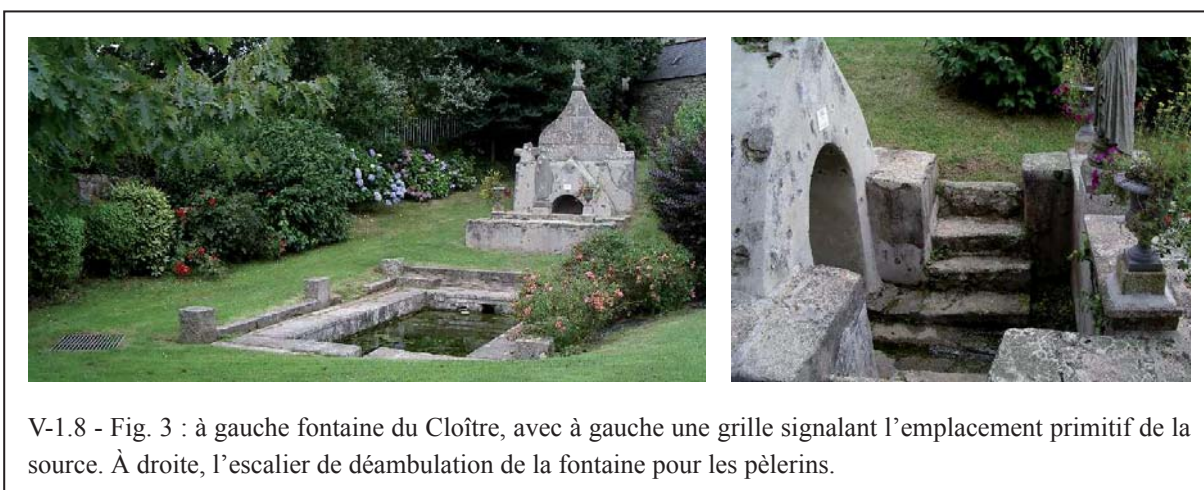 V-1.8 - Fig. 3 : à gauche fontaine du Cloître, avec à gauche une grille signalant l’emplacement primitif de la
source. À droite, l’escalier de déambulation de la fontaine pour les pèlerins.